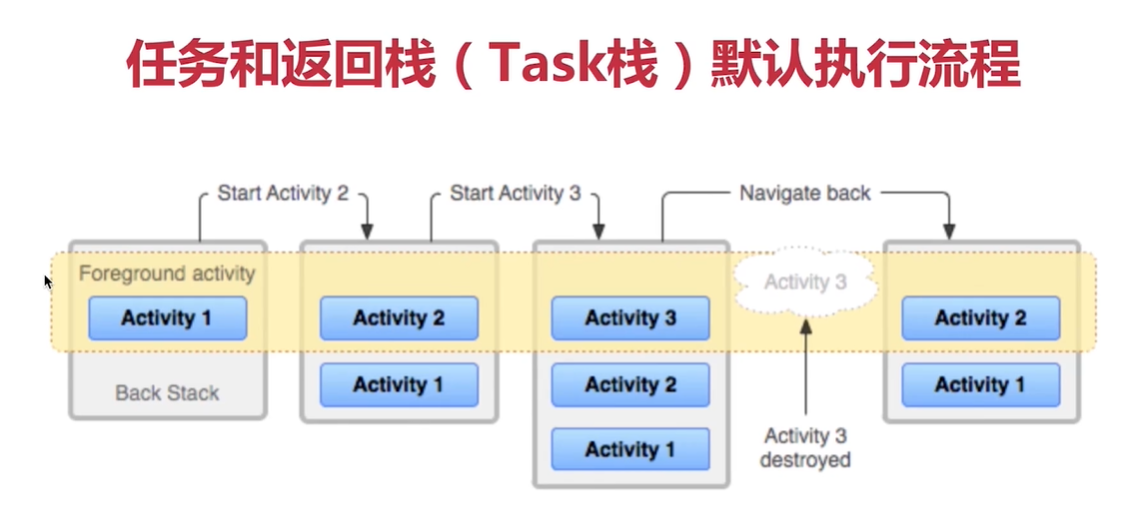 任务和返回栈（Task栈）默认执行流程
Start Activity 2
Start Activity 3
Navigate back
Foreground activity
Activity 1
Back Stack
Activity 2
Activity 1
Activity 3
Activity 2
Activity 1
Activity 3
Activity 3
destroyed
Activity 2
Activity 1